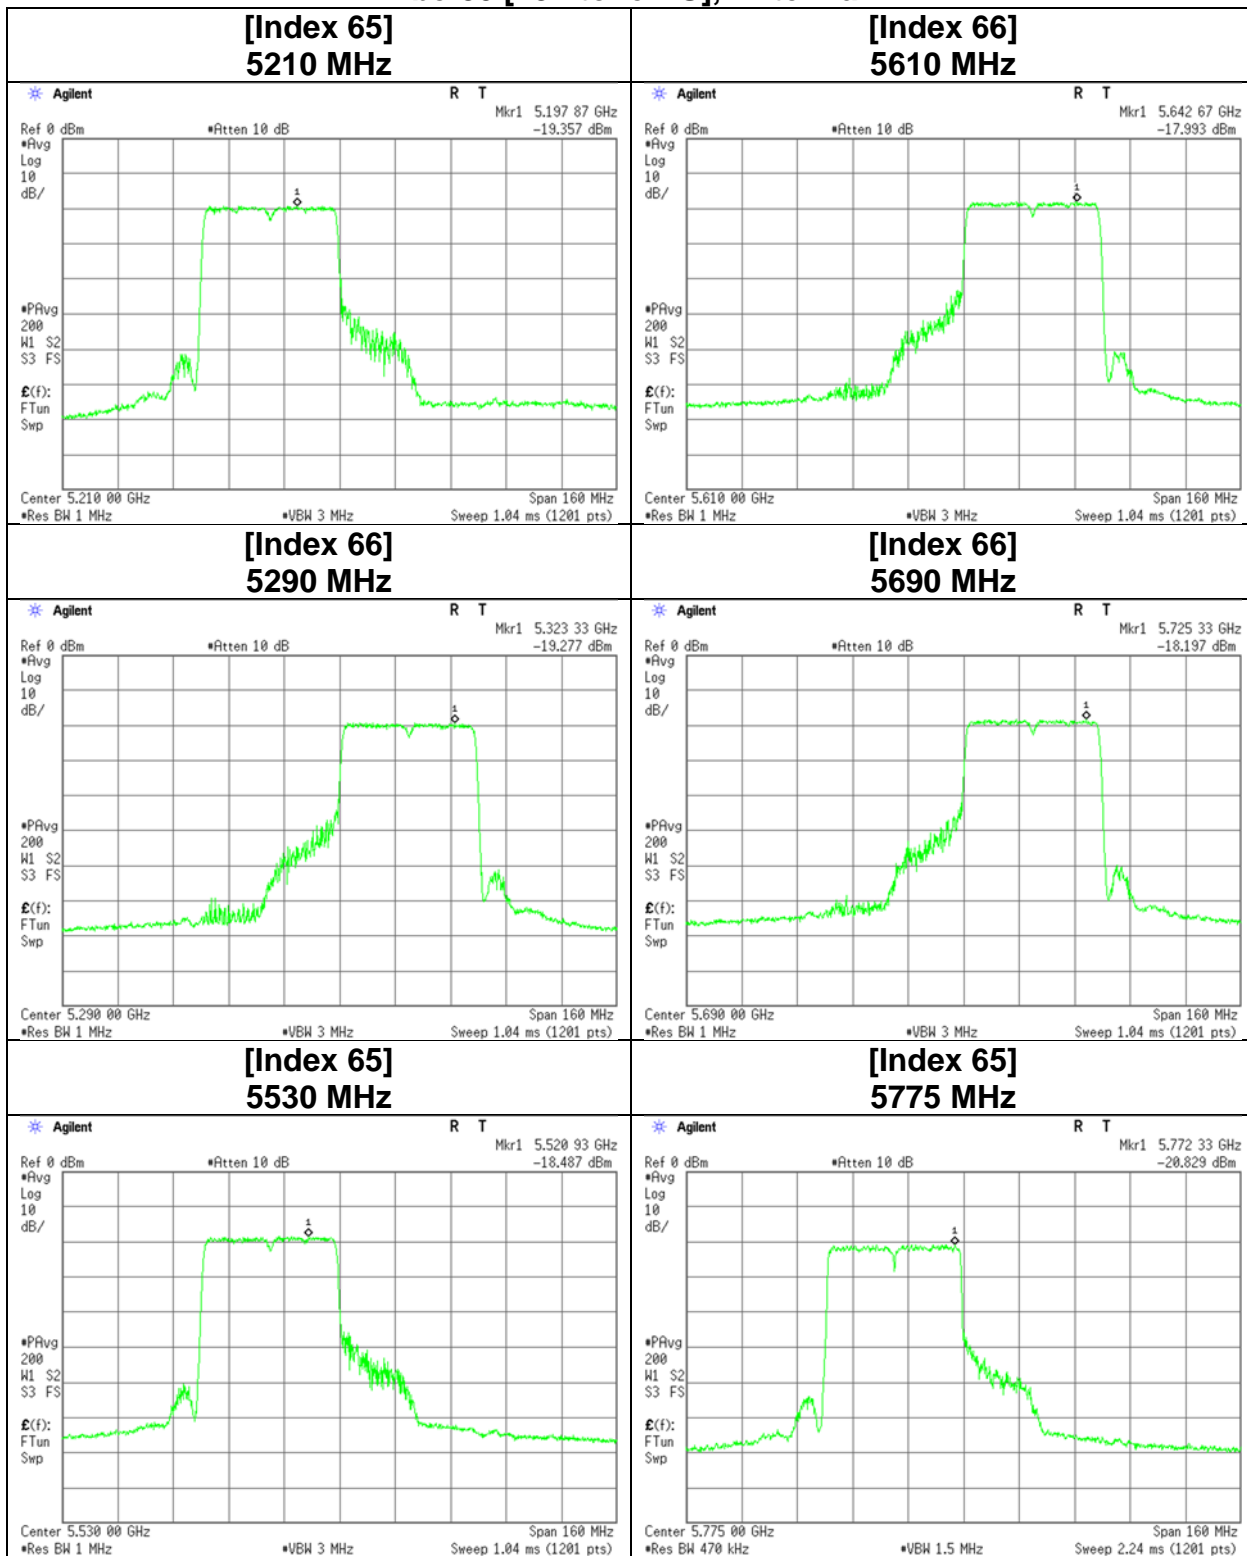 [Index 65]
5210 MHz
Agilent
R T
Mkr1 5.197 87 GHz
Ref 0 dBm
*Atten 10 dB
-19.357 dBm
*Avg
Log
10
dB/
1
*PAvg
200
W1 S2
S3 FS
£(f):
FTun
Swp
Center 5.210 00 GHz
Span 160 MHz
*Res BW 1 MHz
*VBW 3 MHz
Sweep 1.04 ms (1201 pts)
[Index 66]
5610 MHz
Agilent
R T
Mkr1 5.642 67 GHz
Ref 0 dBm
*Atten 10 dB
-17.993 dBm
*Avg
Log
10
dB/
1
*PAvg
200
W1 S2
S3 FS
£(f):
FTun
Swp
Center 5.610 00 GHz
Span 160 MHz
*Res BW 1 MHz
*VBW 3 MHz
Sweep 1.04 ms (1201 pts)
[Index 66]
5290 MHz
Agilent
R T
Mkr1 5.323 33 GHz
Ref 0 dBm
*Atten 10 dB
-19.277 dBm
*Avg
Log
10
dB/
1
*PAvg
200
W1 S2
S3 FS
£(f):
FTun
Swp
Center 5.290 00 GHz
Span 160 MHz
*Res BW 1 MHz
*VBW 3 MHz
Sweep 1.04 ms (1201 pts)
[Index 66]
5690 MHz
Agilent
R T
Mkr1 5.725 33 GHz
Ref 0 dBm
*Atten 10 dB
-18.197 dBm
*Avg
Log
10
dB/
1
*PAvg
200
W1 S2
S3 FS
£(f):
FTun
Swp
Center 5.690 00 GHz
Span 160 MHz
*Res BW 1 MHz
*VBW 3 MHz
Sweep 1.04 ms (1201 pts)
[Index 65]
5530 MHz
Agilent
R T
Mkr1 5.520 93 GHz
Ref 0 dBm
*Atten 10 dB
-18.487 dBm
*Avg
Log
10
dB/
1
*PAvg
200
W1 S2
S3 FS
£(f):
FTun
Swp
Center 5.530 00 GHz
Span 160 MHz
*Res BW 1 MHz
*VBW 3 MHz
Sweep 1.04 ms (1201 pts)
[Index 65]
5775 MHz
Agilent
R T
Mkr1 5.772 33 GHz
Ref 0 dBm
*Atten 10 dB
-20.829 dBm
*Avg
Log
10
dB/
1
*PAvg
200
W1 S2
S3 FS
£(f):
FTun
Swp
Center 5.775 00 GHz
Span 160 MHz
*Res BW 470 kHz
*VBW 1.5 MHz
Sweep 2.24 ms (1201 pts)